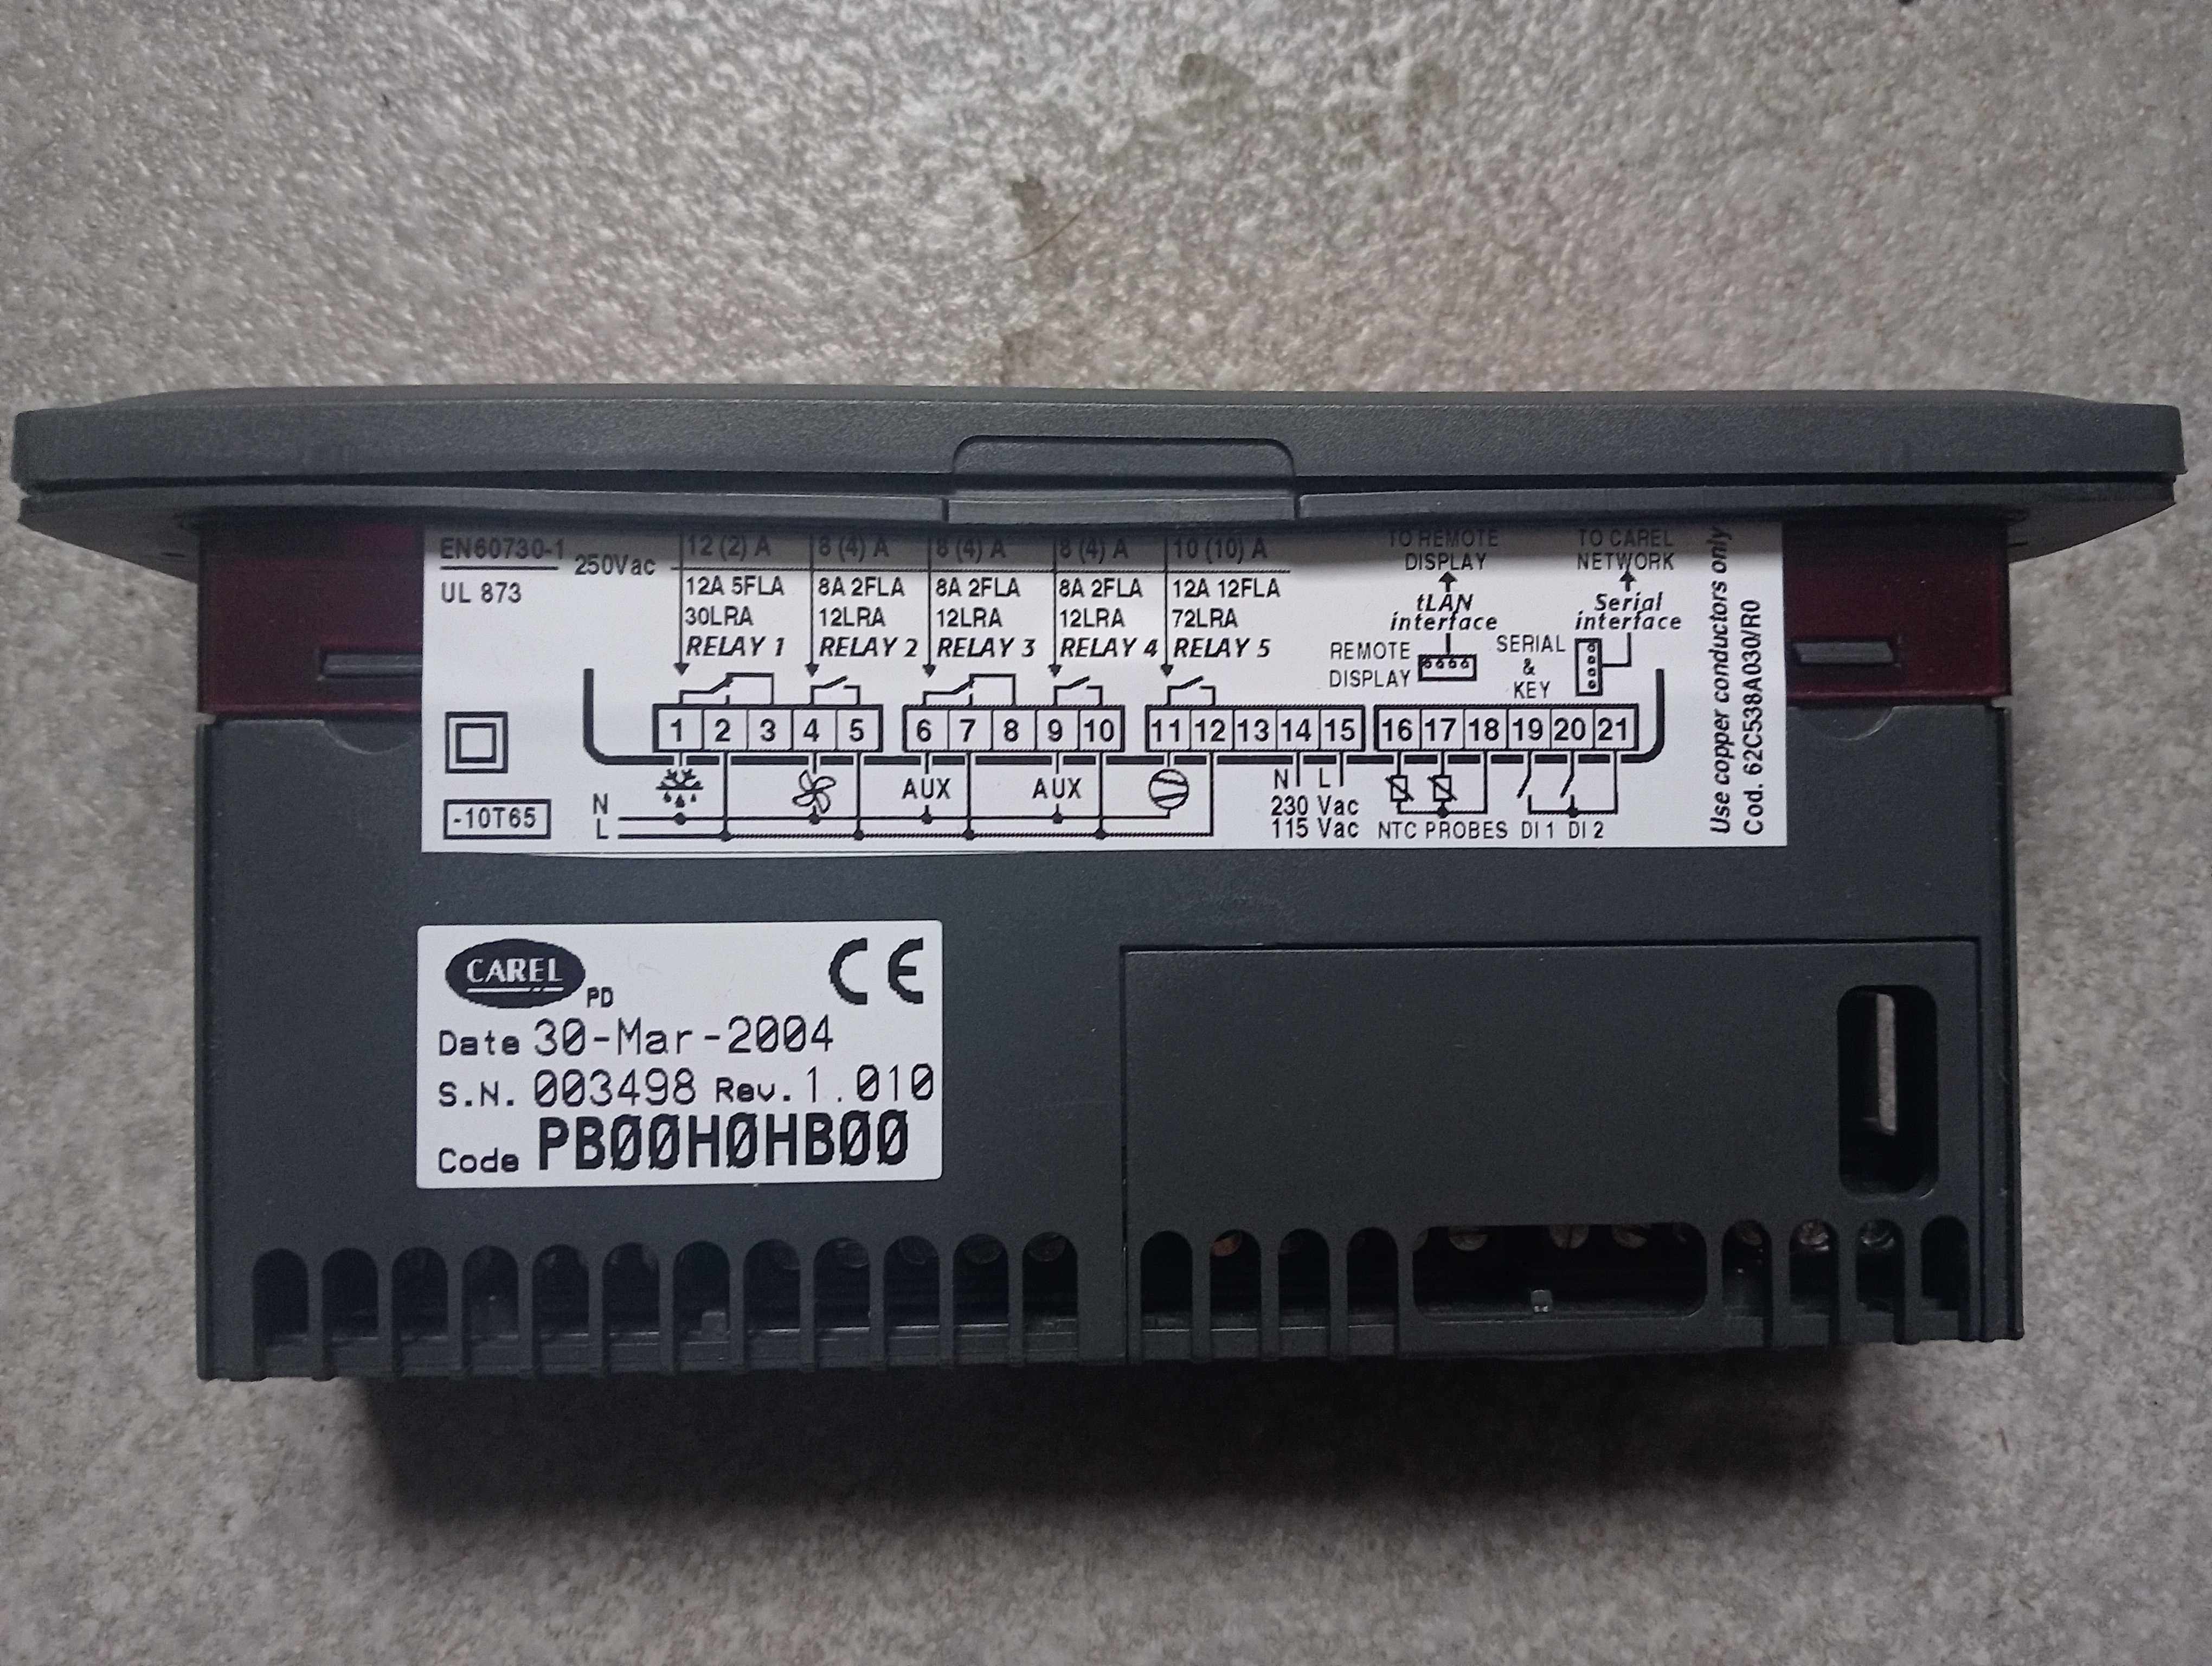 EN60730-1
UL 873
250Vac
12 (2) A
8 (4) A
8 (4) A
8 (4) A
10 (10) A
12A 5FLA
30LRA
RELAY 1
8A 2FLA
12LRA
RELAY 2
8A 2FLA
12LRA
RELAY 3
8A 2FLA
12LRA
RELAY 4
12A 12FLA
72LRA
RELAY 5
TO REMOTE
DISPLAY
tLAN
interface
REMOTE
DISPLAY
TO CAREL
NETWORK
Serial
interface
SERIAL
&
KEY
1 2 3 4 5 6 7 8 9 10 11 12 13 14 15 16 17 18 19 20 21
AUX
AUX
N L
230 Vac
115 Vac
NTC PROBES DI 1 DI 2
N
L
-10T65
Use copper conductors only
Cod. 62C538A030/R0
CAREL
PD
CE
Date 30-Mar-2004
S.N. 003498 Rev. 1.010
Code PB00H0HB00